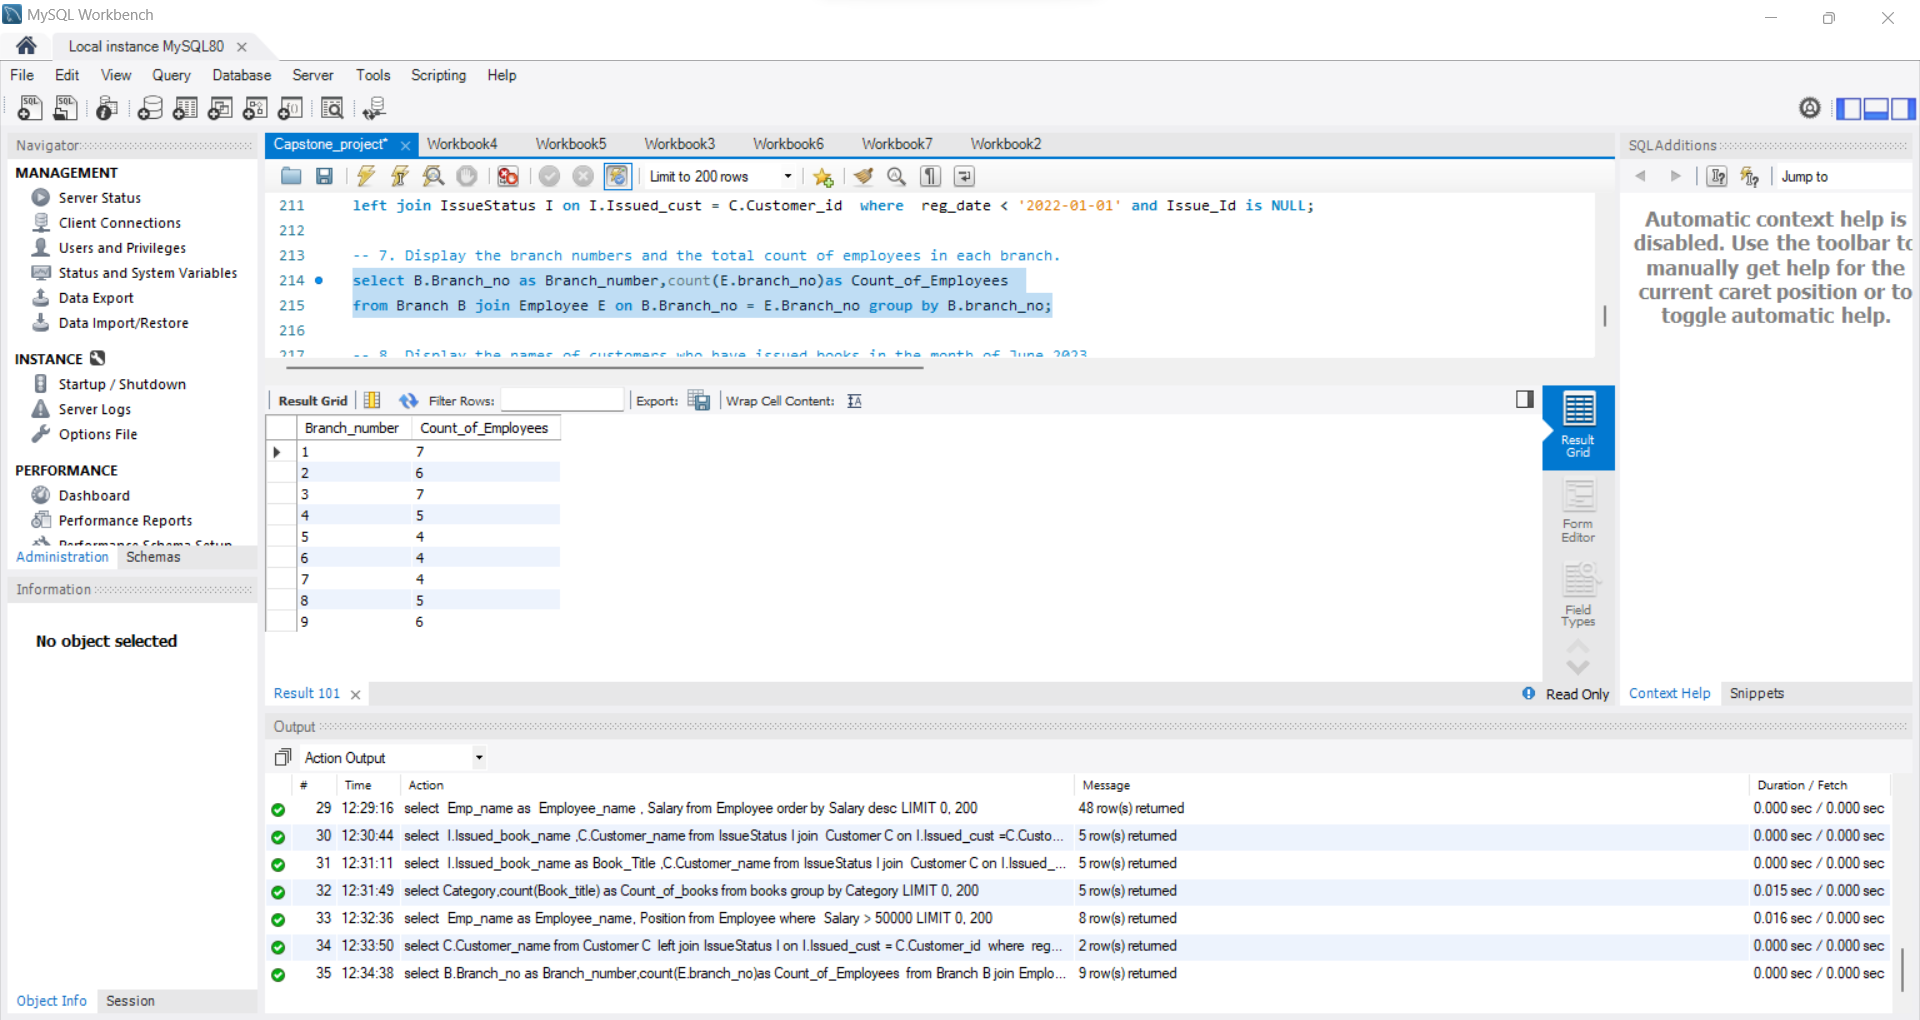 MySQL Workbench
Local instance MySQL80
File Edit View Query Database Server Tools Scripting Help
Navigator
MANAGEMENT
Server Status
Client Connections
Users and Privileges
Status and System Variables
Data Export
Data Import/Restore
INSTANCE
Startup / Shutdown
Server Logs
Options File
PERFORMANCE
Dashboard
Performance Reports
Performance Schema Setup
Administration Schemas
Information
No object selected
Object Info Session
Capstone_project* Workbook4 Workbook5 Workbook3 Workbook6 Workbook7 Workbook2
Limit to 200 rows
211 left join IssueStatus I on I.Issued_cust = C.Customer_id where reg_date < '2022-01-01' and Issue_Id is NULL;
212
213 -- 7. Display the branch numbers and the total count of employees in each branch.
214 select B.Branch_no as Branch_number,count(E.branch_no)as Count_of_Employees
215 from Branch B join Employee E on B.Branch_no = E.Branch_no group by B.branch_no;
216
217 -- 8. Display the names of customers who have issued books in the month of June 2023
Result Grid Filter Rows: Export: Wrap Cell Content:
Branch_number Count_of_Employees
1 7
2 6
3 7
4 5
5 4
6 4
7 4
8 5
9 6
Result
Grid
Form
Editor
Field
Types
Result 101
Read Only
SQLAdditions
Jump to
Automatic context help is
disabled. Use the toolbar to
manually get help for the
current caret position or to
toggle automatic help.
Context Help Snippets
Output
Action Output
# Time Action Message Duration / Fetch
29 12:29:16 select Emp_name as Employee_name , Salary from Employee order by Salary desc LIMIT 0, 200 48 row(s) returned 0.000 sec / 0.000 sec
30 12:30:44 select I.Issued_book_name ,C.Customer_name from IssueStatus I join Customer C on I.Issued_cust =C.Custo... 5 row(s) returned 0.000 sec / 0.000 sec
31 12:31:11 select I.Issued_book_name as Book_Title ,C.Customer_name from IssueStatus I join Customer C on I.Issued_... 5 row(s) returned 0.000 sec / 0.000 sec
32 12:31:49 select Category,count(Book_title) as Count_of_books from books group by Category LIMIT 0, 200 5 row(s) returned 0.015 sec / 0.000 sec
33 12:32:36 select Emp_name as Employee_name, Position from Employee where Salary > 50000 LIMIT 0, 200 8 row(s) returned 0.016 sec / 0.000 sec
34 12:33:50 select C.Customer_name from Customer C left join IssueStatus I on I.Issued_cust = C.Customer_id where reg... 2 row(s) returned 0.000 sec / 0.000 sec
35 12:34:38 select B.Branch_no as Branch_number,count(E.branch_no)as Count_of_Employees from Branch B join Emplo... 9 row(s) returned 0.000 sec / 0.000 sec